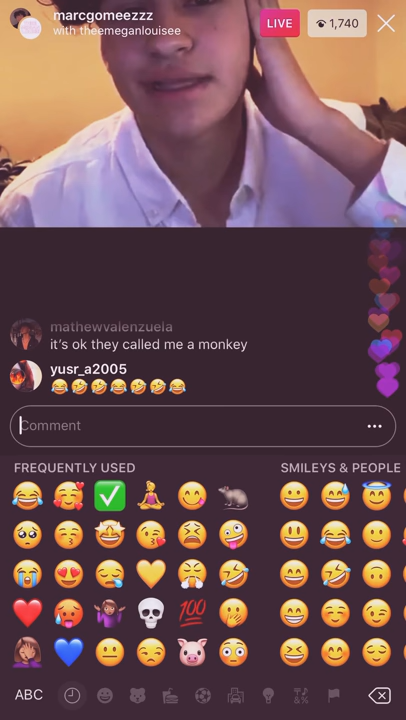 marcgomeezzz
with theemeganlouisee
LIVE
1,740
mathewvalenzuela
it's ok they called me a monkey
yusr_a2005
😂🤣🤣😂🤣🤣😂
Comment
FREQUENTLY USED
SMILEYS & PEOPLE
100
ABC